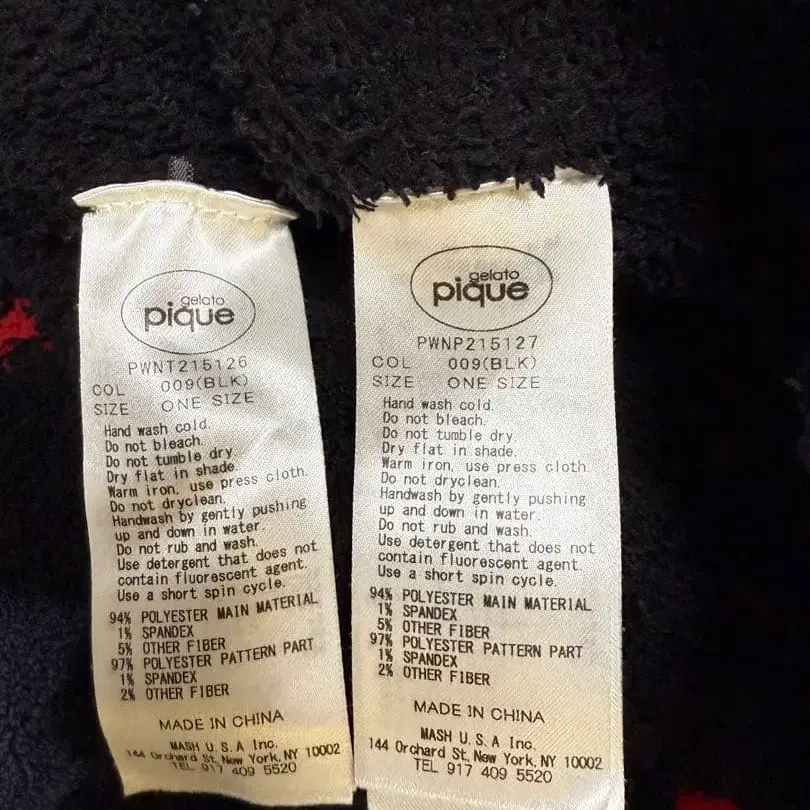 gelato
pique
PWNT215126
COL 009(BLK)
SIZE ONE SIZE
Hand wash cold.
Do not bleach.
Do not tumble dry.
Dry flat in shade.
Warm iron, use press cloth.
Do not dryclean.
Handwash by gently pushing
up and down in water.
Do not rub and wash.
Use detergent that does not
contain fluorescent agent.
Use a short spin cycle.
94% POLYESTER MAIN MATERIAL
1% SPANDEX
5% OTHER FIBER
97% POLYESTER PATTERN PART
1% SPANDEX
2% OTHER FIBER
MADE IN CHINA
MASH U.S.A Inc.
144 Orchard St, New York, NY 10002
TEL 917 409 5520
gelato
pique
PWNP215127
COL 009(BLK)
SIZE ONE SIZE
Hand wash cold.
Do not bleach.
Do not tumble dry.
Dry flat in shade.
Warm iron, use press cloth.
Do not dryclean.
Handwash by gently pushing
up and down in water.
Do not rub and wash.
Use detergent that does not
contain fluorescent agent.
Use a short spin cycle.
94% POLYESTER MAIN MATERIAL
1% SPANDEX
5% OTHER FIBER
97% POLYESTER PATTERN PART
1% SPANDEX
2% OTHER FIBER
MADE IN CHINA
MASH U.S.A Inc.
144 Orchard St, New York, NY 10002
TEL 917 409 5520